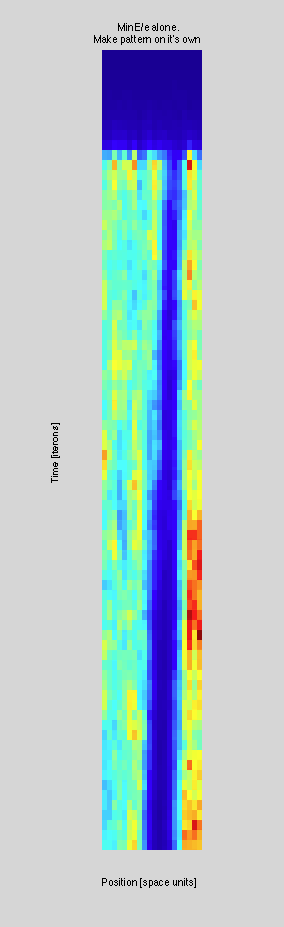 MinE/e alone.
Make pattern on it's own
Time [iterons]
Position [space units]